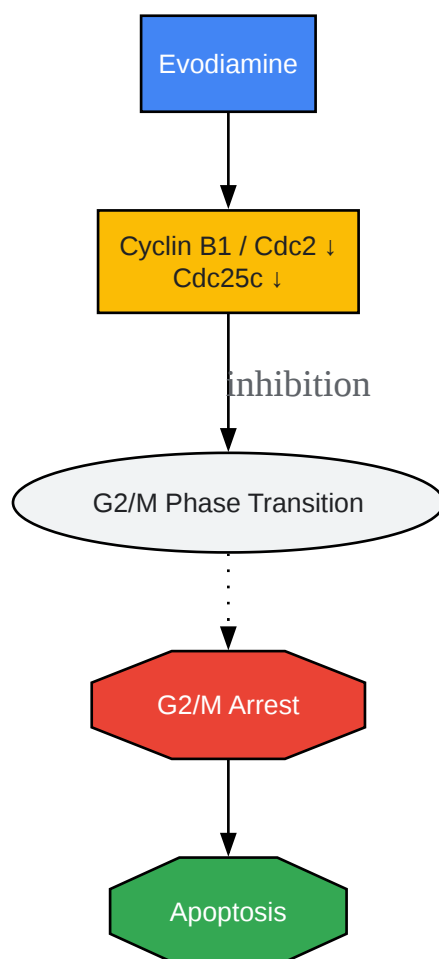 Evodiamine
Cyclin B1 / Cdc2 ↓
Cdc25c ↓
inhibition
G2/M Phase Transition
G2/M Arrest
Apoptosis